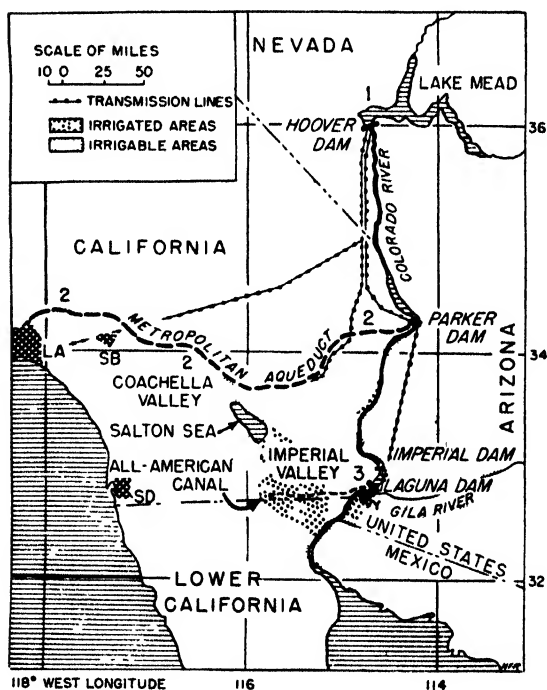 SCALE OF MILES
10 0 25 50
TRANSMISSION LINES
IRRIGATED AREAS
IRRIGABLE AREAS
NEVADA
1
LAKE MEAD
HOOVER
DAM
36
COLORADO RIVER
CALIFORNIA
2
METROPOLITAN
AQUEDUCT
2
2
PARKER
DAM
LA
SB
34
ARIZONA
COACHELLA
VALLEY
SALTON SEA
IMPERIAL
VALLEY
3
IMPERIAL DAM
LAGUNA DAM
ALL-AMERICAN
CANAL
SD
GILA RIVER
UNITED STATES
MEXICO
LOWER
CALIFORNIA
32
118° WEST LONGITUDE
116
114